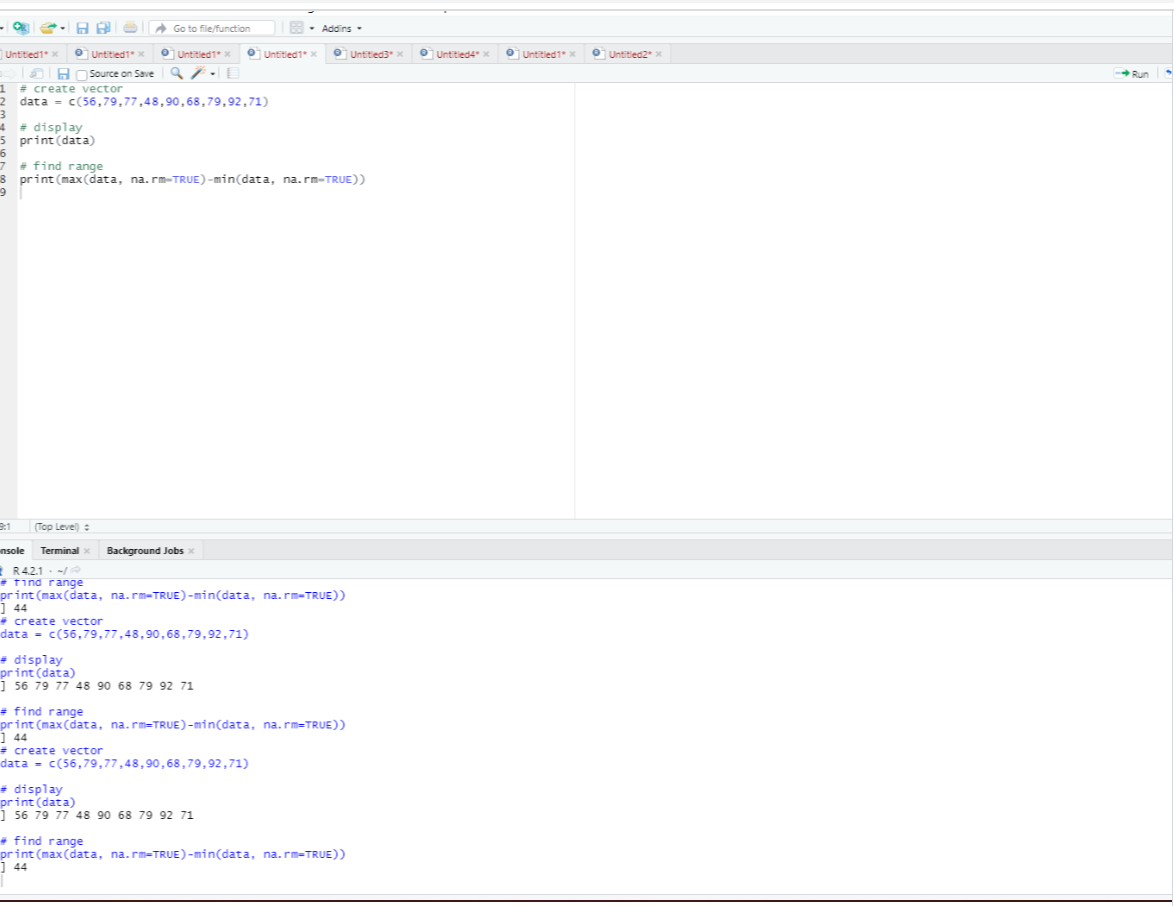 Go to file/function Addins
Untitled1* Untitled1* Untitled1* Untitled1* Untitled3* Untitled4* Untitled1* Untitled2*
Source on Save Run
1 # create vector
2 data = c(56,79,77,48,90,68,79,92,71)
3
4 # display
5 print(data)
6
7 # find range
8 print(max(data, na.rm=TRUE)-min(data, na.rm=TRUE))
9
9:1 (Top Level)
onsole Terminal Background Jobs
R 4.2.1 · ~/
# find range
print(max(data, na.rm=TRUE)-min(data, na.rm=TRUE))
] 44
# create vector
data = c(56,79,77,48,90,68,79,92,71)
# display
print(data)
] 56 79 77 48 90 68 79 92 71
# find range
print(max(data, na.rm=TRUE)-min(data, na.rm=TRUE))
] 44
# create vector
data = c(56,79,77,48,90,68,79,92,71)
# display
print(data)
] 56 79 77 48 90 68 79 92 71
# find range
print(max(data, na.rm=TRUE)-min(data, na.rm=TRUE))
] 44